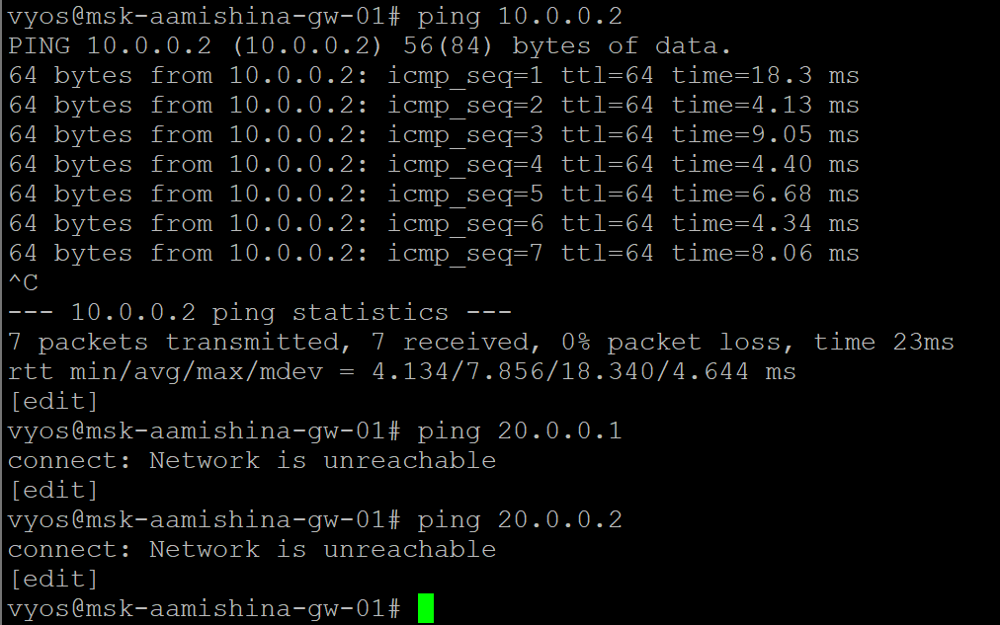 vyos@msk-aamishina-gw-01# ping 10.0.0.2
PING 10.0.0.2 (10.0.0.2) 56(84) bytes of data.
64 bytes from 10.0.0.2: icmp_seq=1 ttl=64 time=18.3 ms
64 bytes from 10.0.0.2: icmp_seq=2 ttl=64 time=4.13 ms
64 bytes from 10.0.0.2: icmp_seq=3 ttl=64 time=9.05 ms
64 bytes from 10.0.0.2: icmp_seq=4 ttl=64 time=4.40 ms
64 bytes from 10.0.0.2: icmp_seq=5 ttl=64 time=6.68 ms
64 bytes from 10.0.0.2: icmp_seq=6 ttl=64 time=4.34 ms
64 bytes from 10.0.0.2: icmp_seq=7 ttl=64 time=8.06 ms
^C
--- 10.0.0.2 ping statistics ---
7 packets transmitted, 7 received, 0% packet loss, time 23ms
rtt min/avg/max/mdev = 4.134/7.856/18.340/4.644 ms
[edit]
vyos@msk-aamishina-gw-01# ping 20.0.0.1
connect: Network is unreachable
[edit]
vyos@msk-aamishina-gw-01# ping 20.0.0.2
connect: Network is unreachable
[edit]
vyos@msk-aamishina-gw-01#